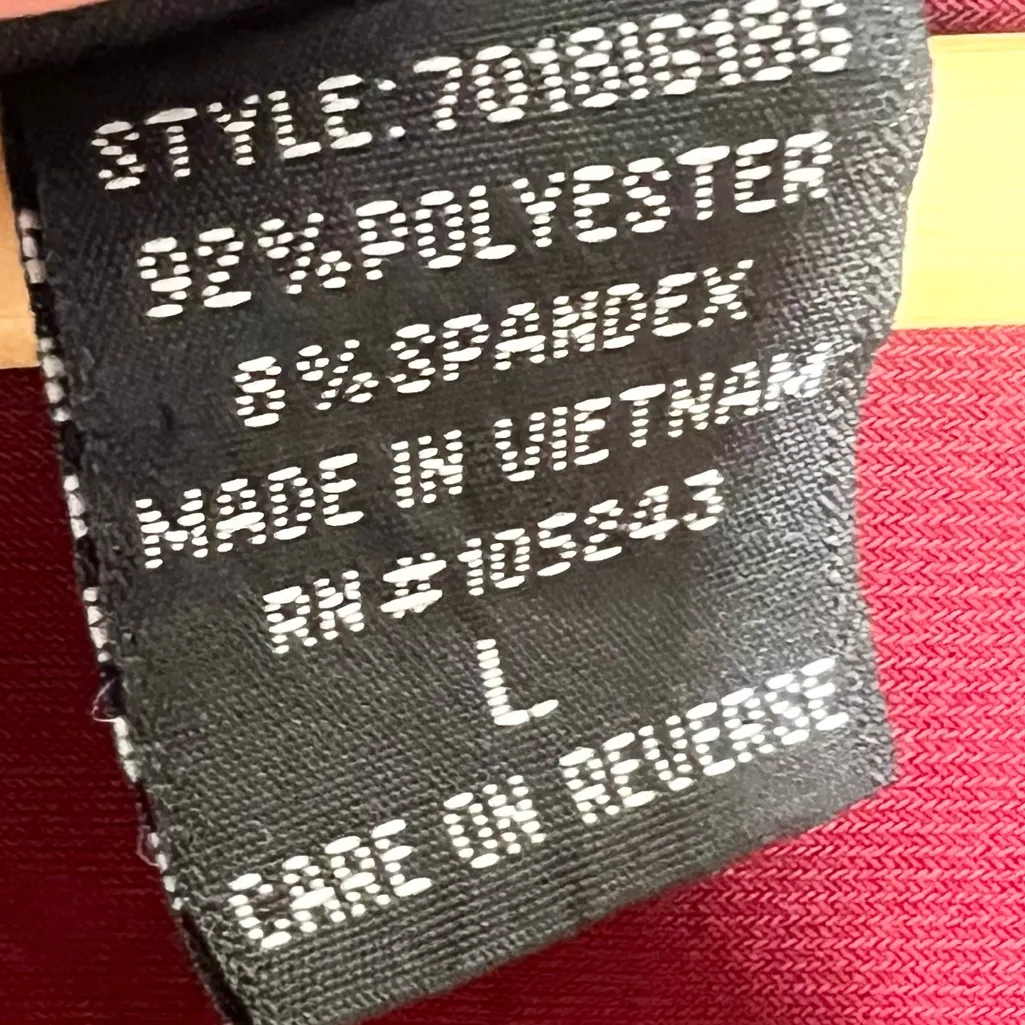 STYLE:701816186
92%POLYESTER
8%SPANDEX
MADE IN VIETNAM
RN#105243
L
CARE ON REVERSE